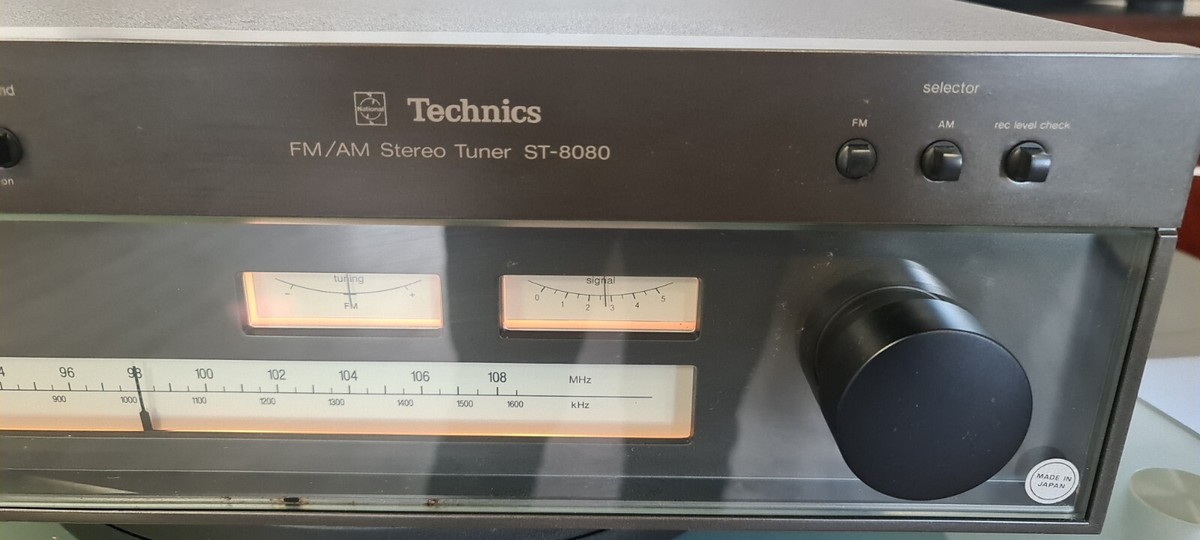 selector
National Technics
FM AM rec level check
FM/AM Stereo Tuner ST-8080
on
tuning
- +
FM
signal
0 1 2 3 4 5
96 98 100 102 104 106 108 MHz
900 1000 1100 1200 1300 1400 1500 1600 kHz
MADE IN
JAPAN